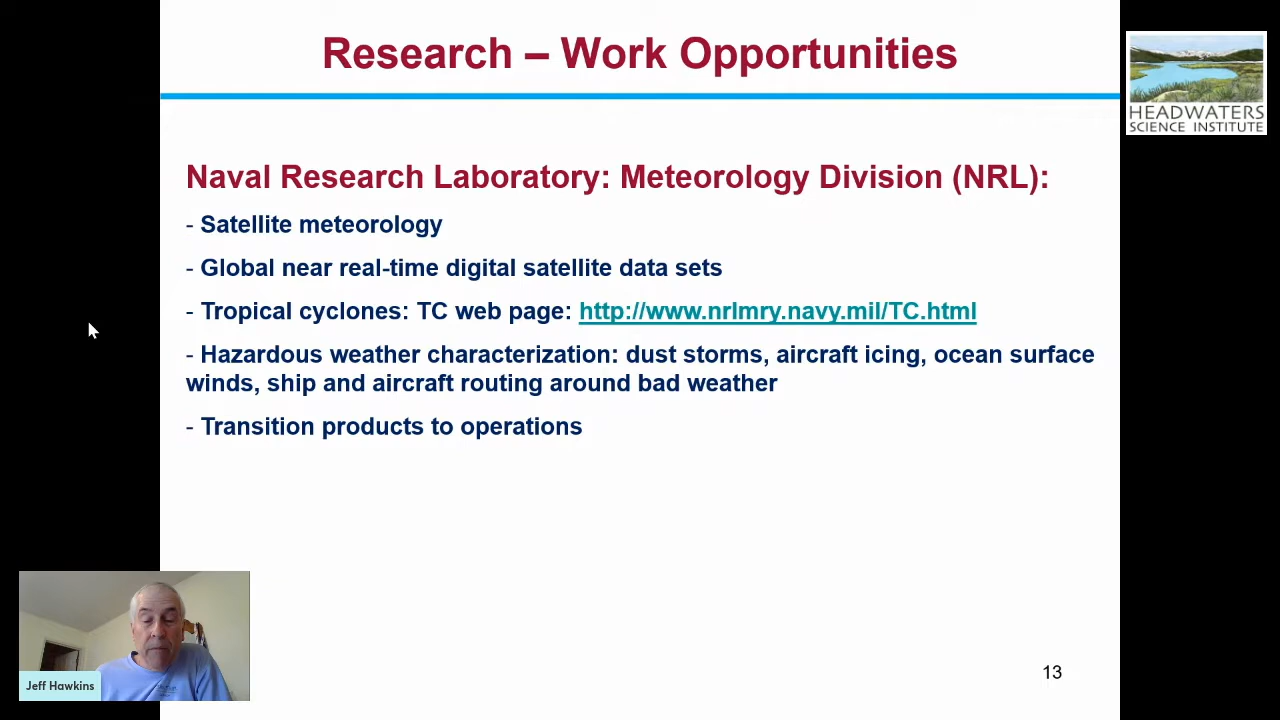 Research – Work Opportunities
HEADWATERS
SCIENCE INSTITUTE
Naval Research Laboratory: Meteorology Division (NRL):
- Satellite meteorology
- Global near real-time digital satellite data sets
- Tropical cyclones: TC web page: http://www.nrlmry.navy.mil/TC.html
- Hazardous weather characterization: dust storms, aircraft icing, ocean surface
winds, ship and aircraft routing around bad weather
- Transition products to operations
13
Jeff Hawkins